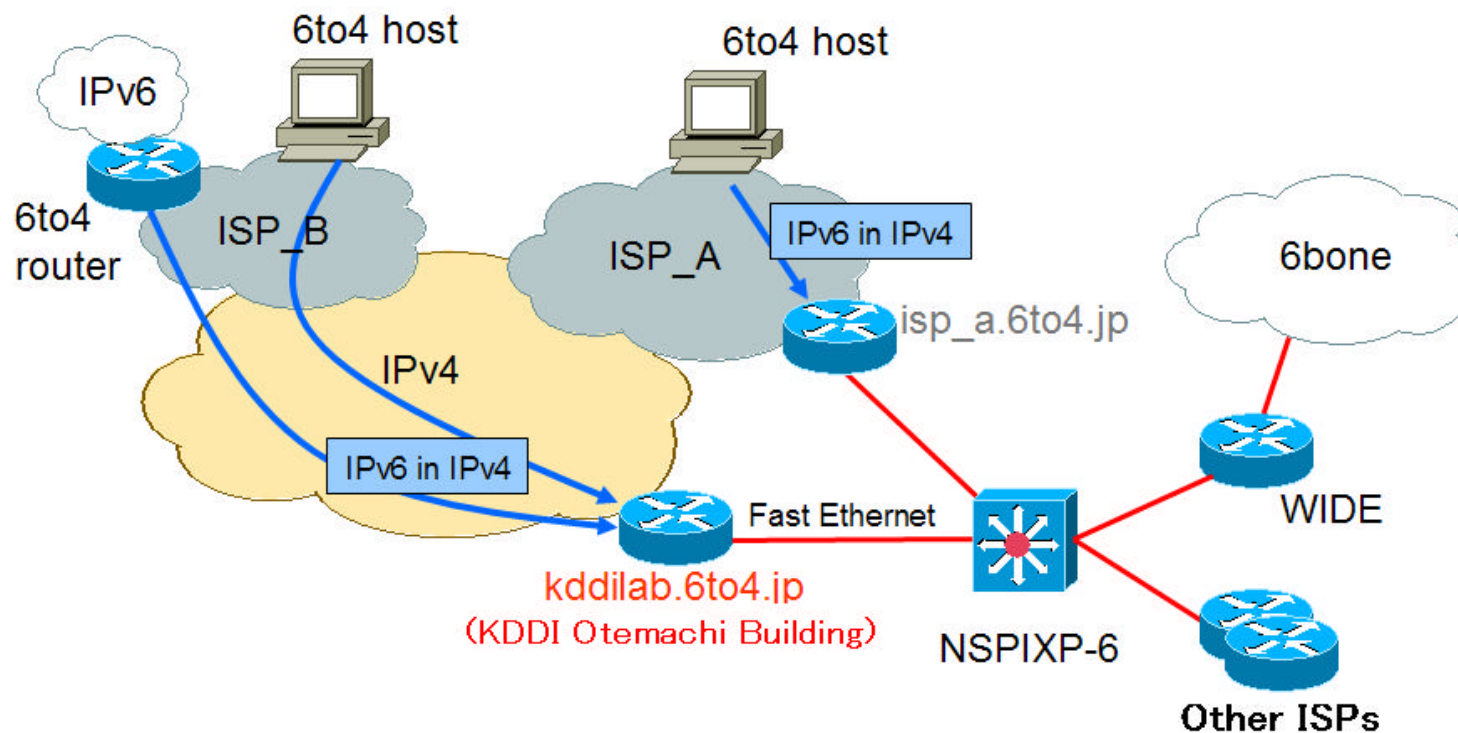 6to4 host
6to4 host
IPv6
6to4
router
ISP_B
ISP_A
IPv6 in IPv4
6bone
isp_a.6to4.jp
IPv4
IPv6 in IPv4
Fast Ethernet
WIDE
kddilab.6to4.jp
(KDDI Otemachi Building)
NSPIXP-6
Other ISPs